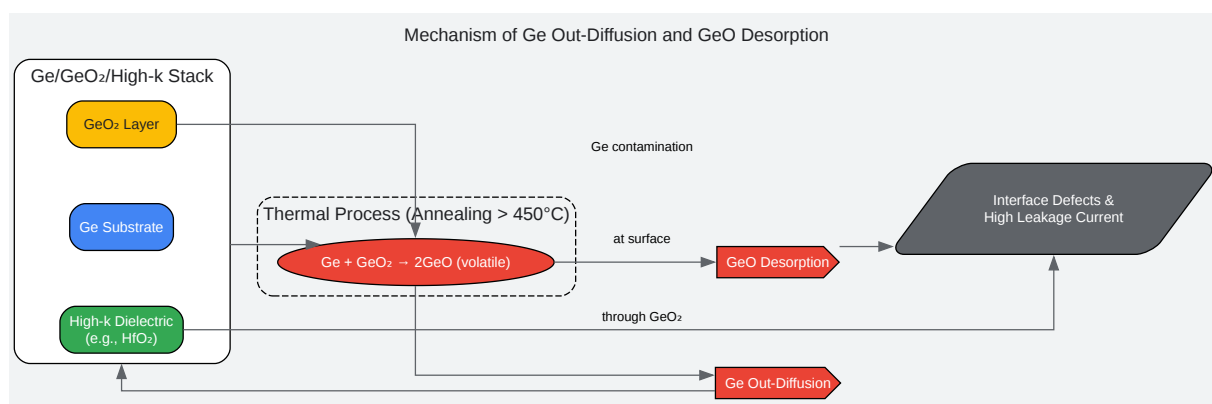 Mechanism of Ge Out-Diffusion and GeO Desorption
Ge/GeO₂/High-k Stack
GeO₂ Layer
Ge contamination
Interface Defects &
High Leakage Current
Thermal Process (Annealing > 450°C)
Ge Substrate
at surface
Ge + GeO₂ → 2GeO (volatile)
GeO Desorption
High-k Dielectric
(e.g., HfO₂)
through GeO₂
Ge Out-Diffusion